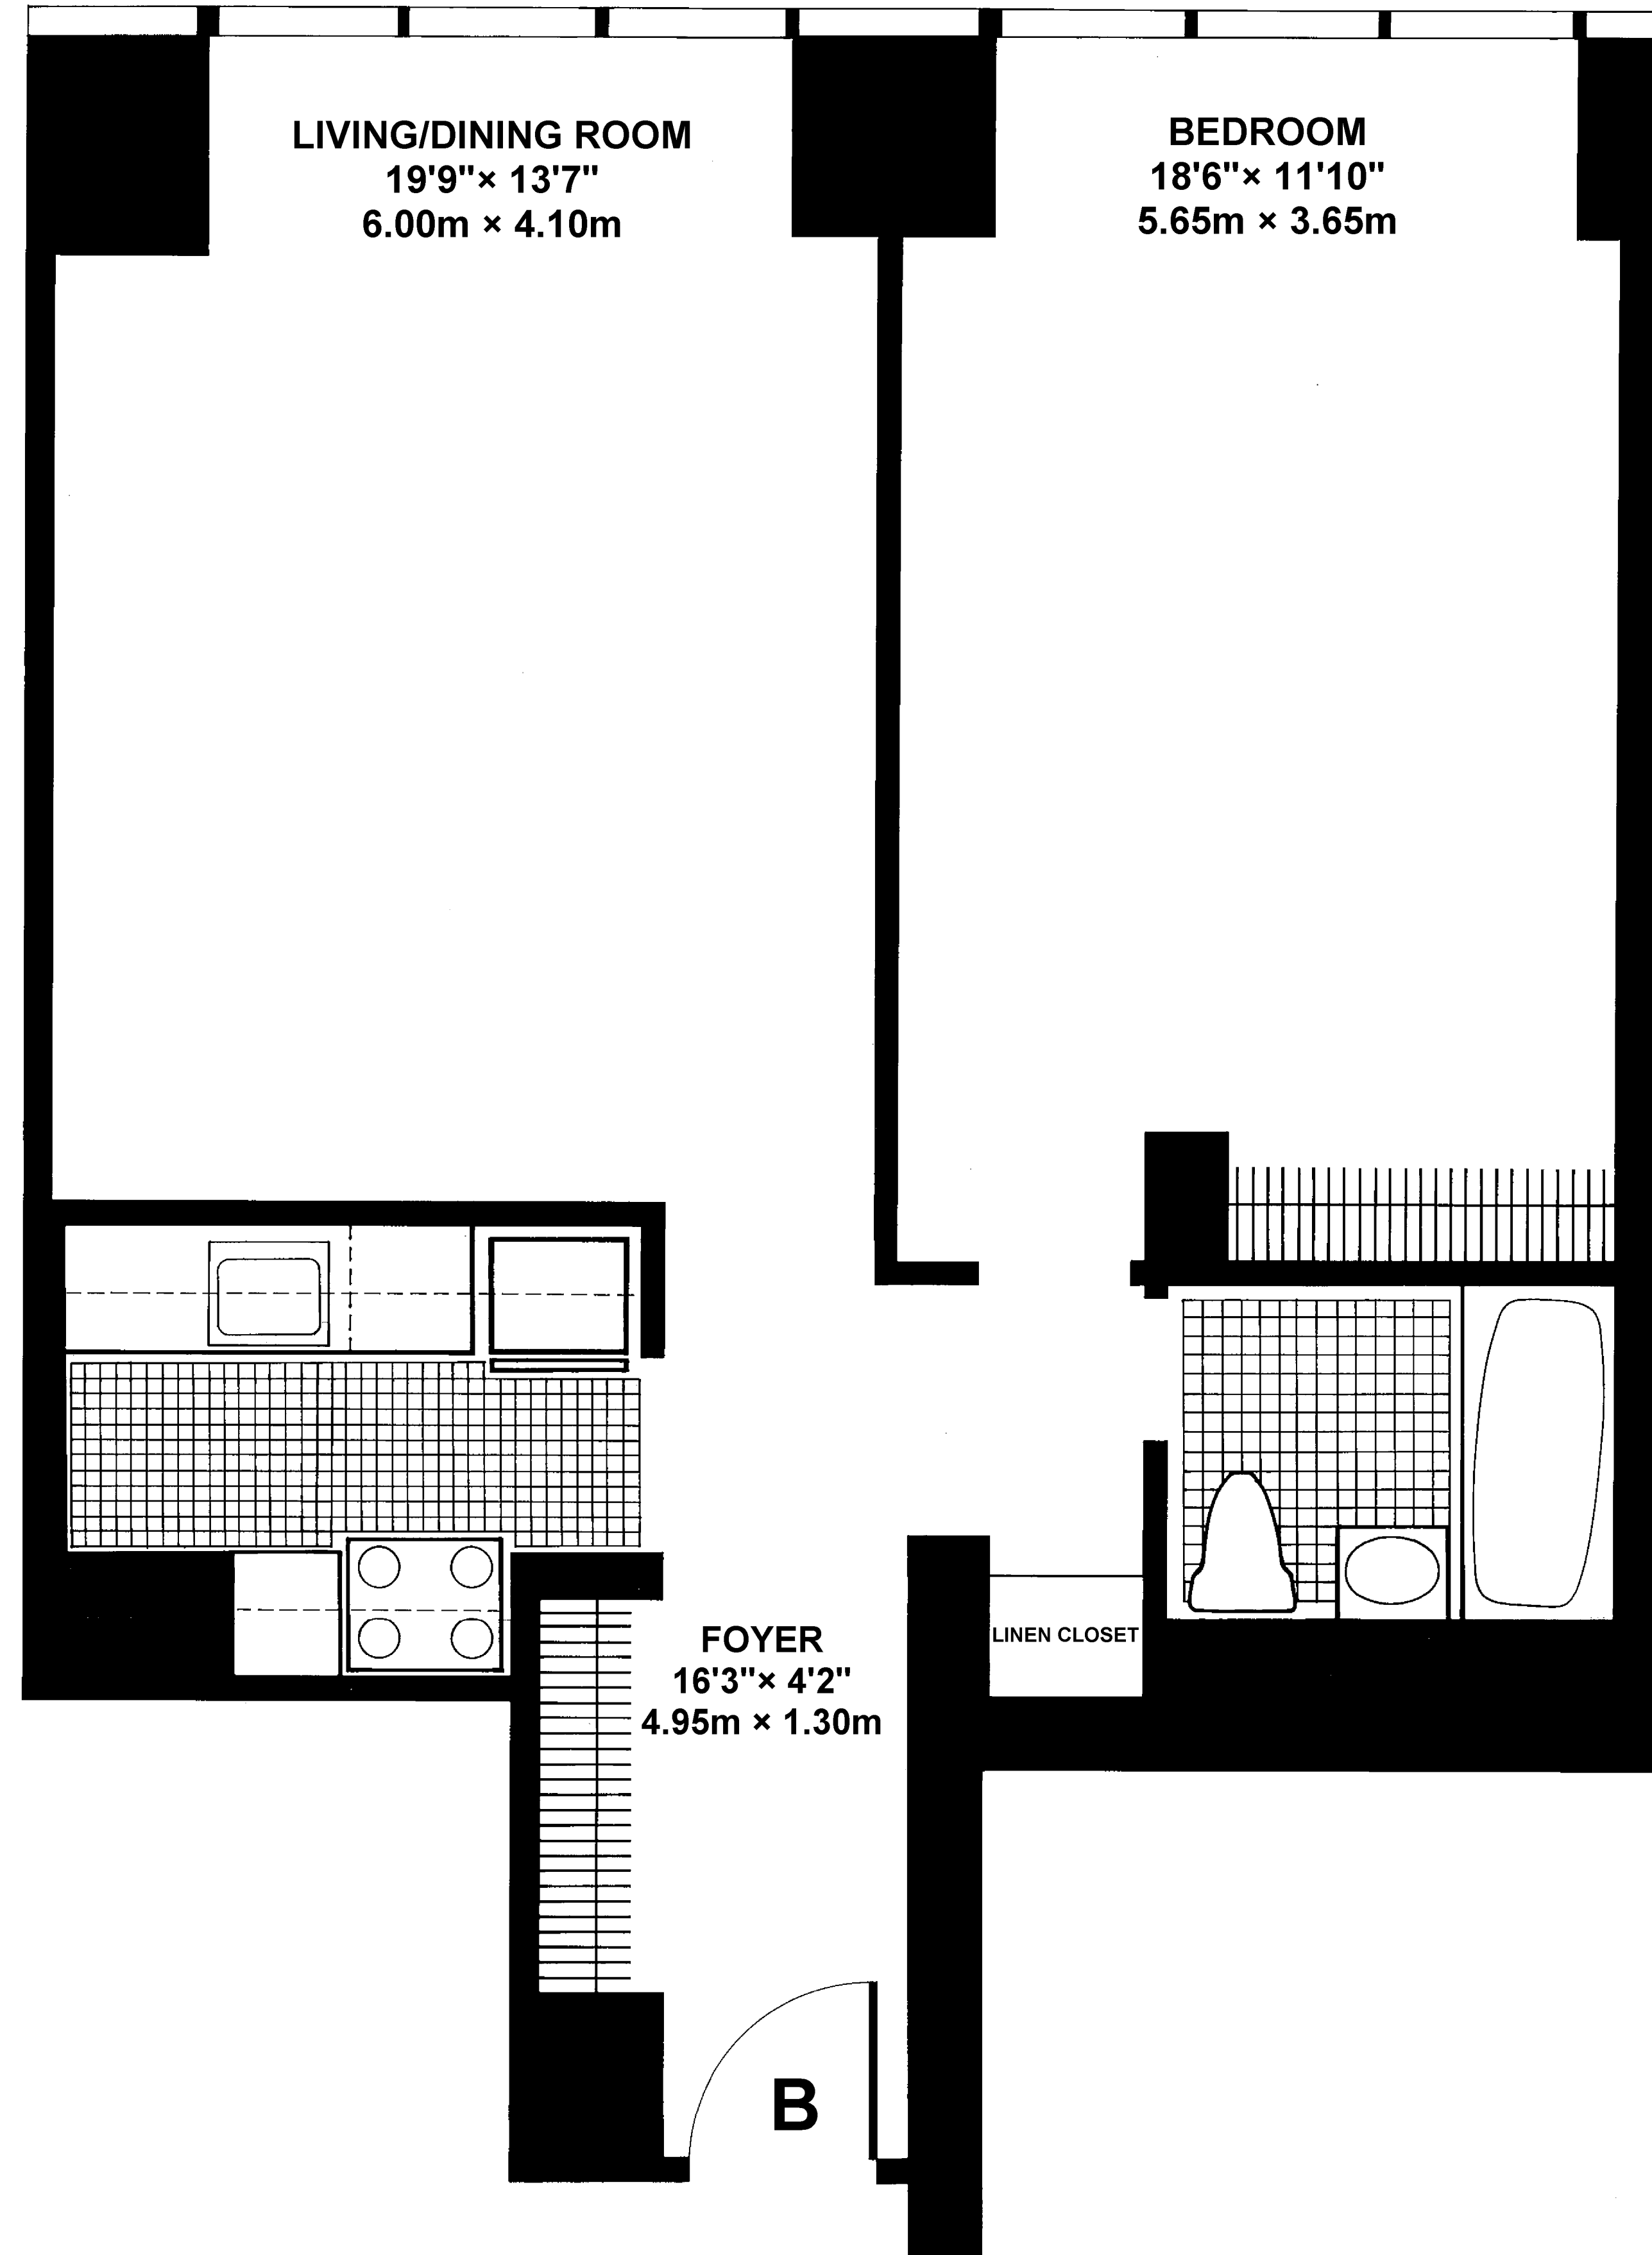 LIVING/DINING ROOM
19'9"× 13'7"
6.00m × 4.10m
BEDROOM
18'6"× 11'10"
5.65m × 3.65m
FOYER
16'3"× 4'2"
4.95m × 1.30m
LINEN CLOSET
B